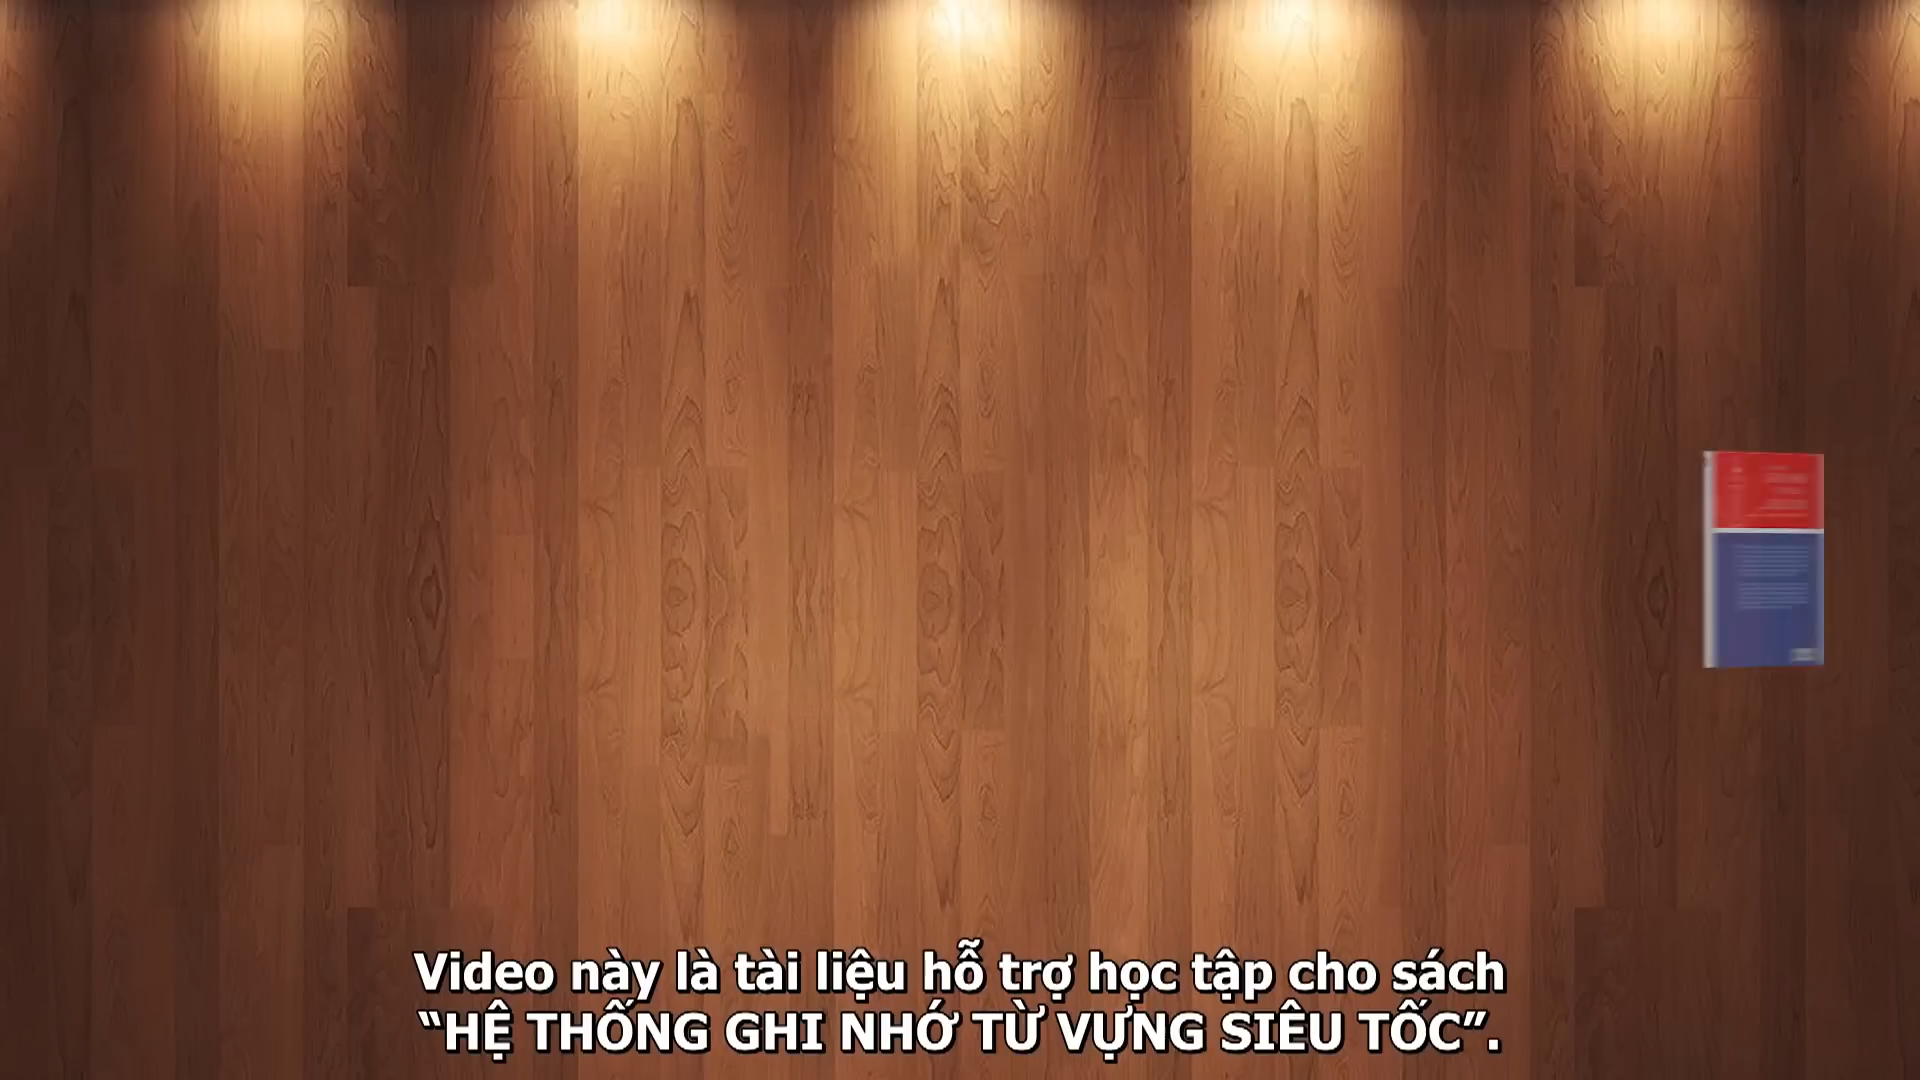 Video này là tài liệu hỗ trợ học tập cho sách
“HỆ THỐNG GHI NHỚ TỪ VỰNG SIÊU TỐC”.